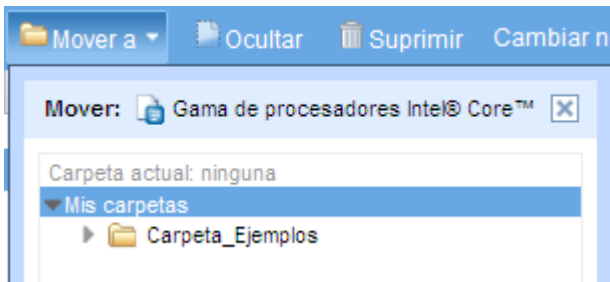 Mover a Ocultar Suprimir Cambiar n
Mover: Gama de procesadores Intel® Core™
Carpeta actual: ninguna
Mis carpetas
Carpeta_Ejemplos